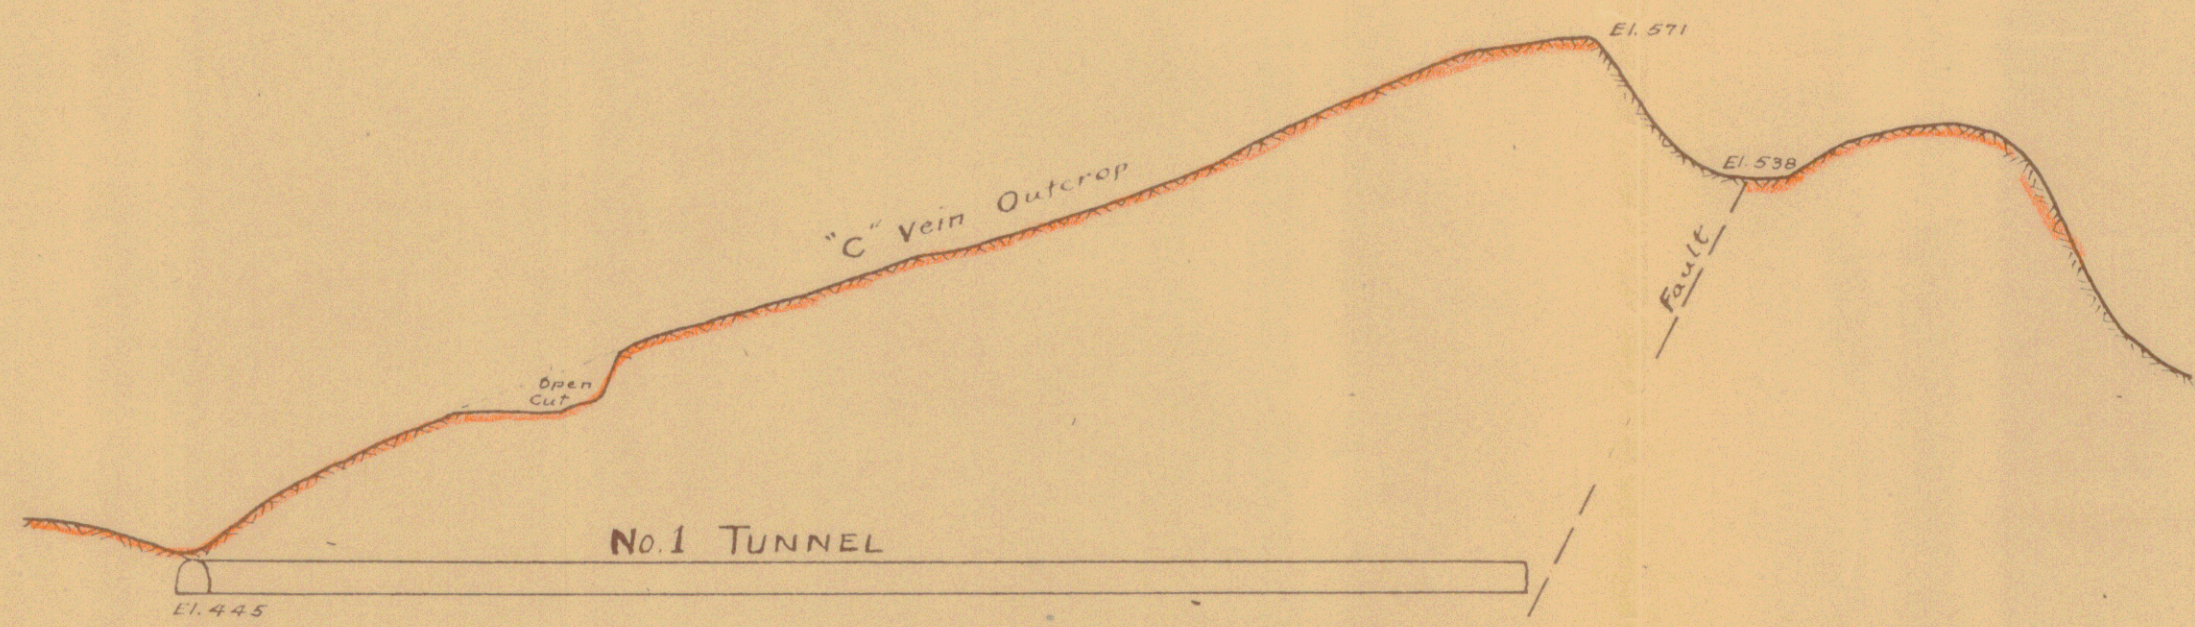 El. 571
El. 538
"C" Vein Outcrop
Fault
Open
Cut
No. 1 TUNNEL
El. 445